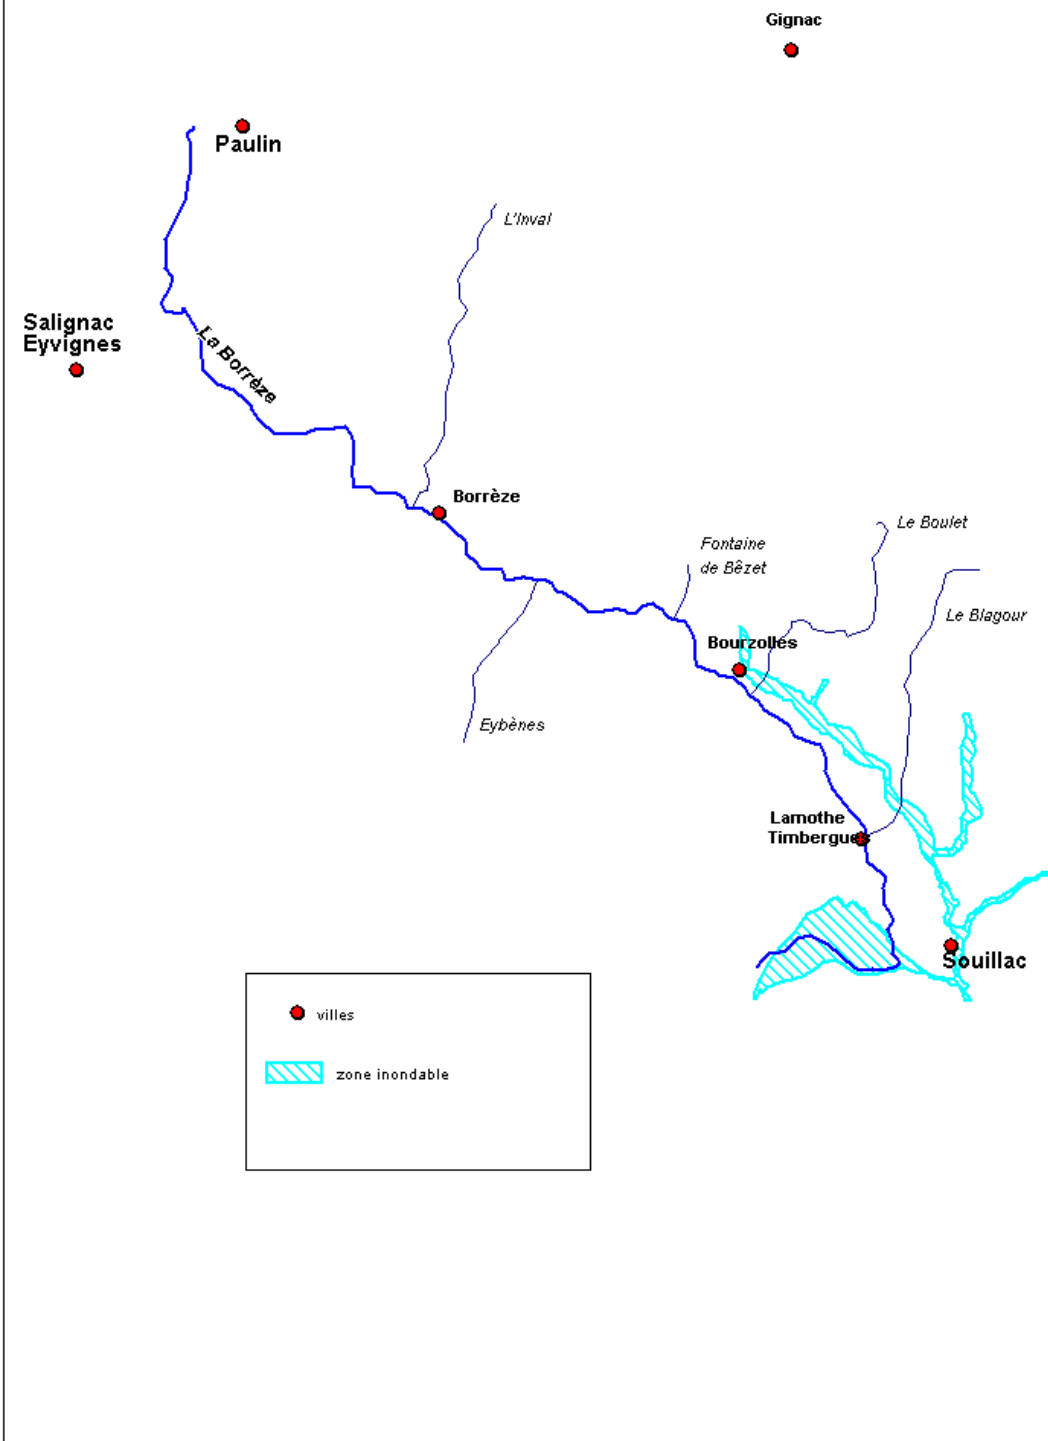 Gignac
Paulin
L'Inval
Salignac
Eyvignes
La Borrèze
Borrèze
Le Boulet
Fontaine
de Bêzet
Le Blagour
Bourzolles
Eybènes
Lamothe
Timbergues
Souillac
villes
zone inondable